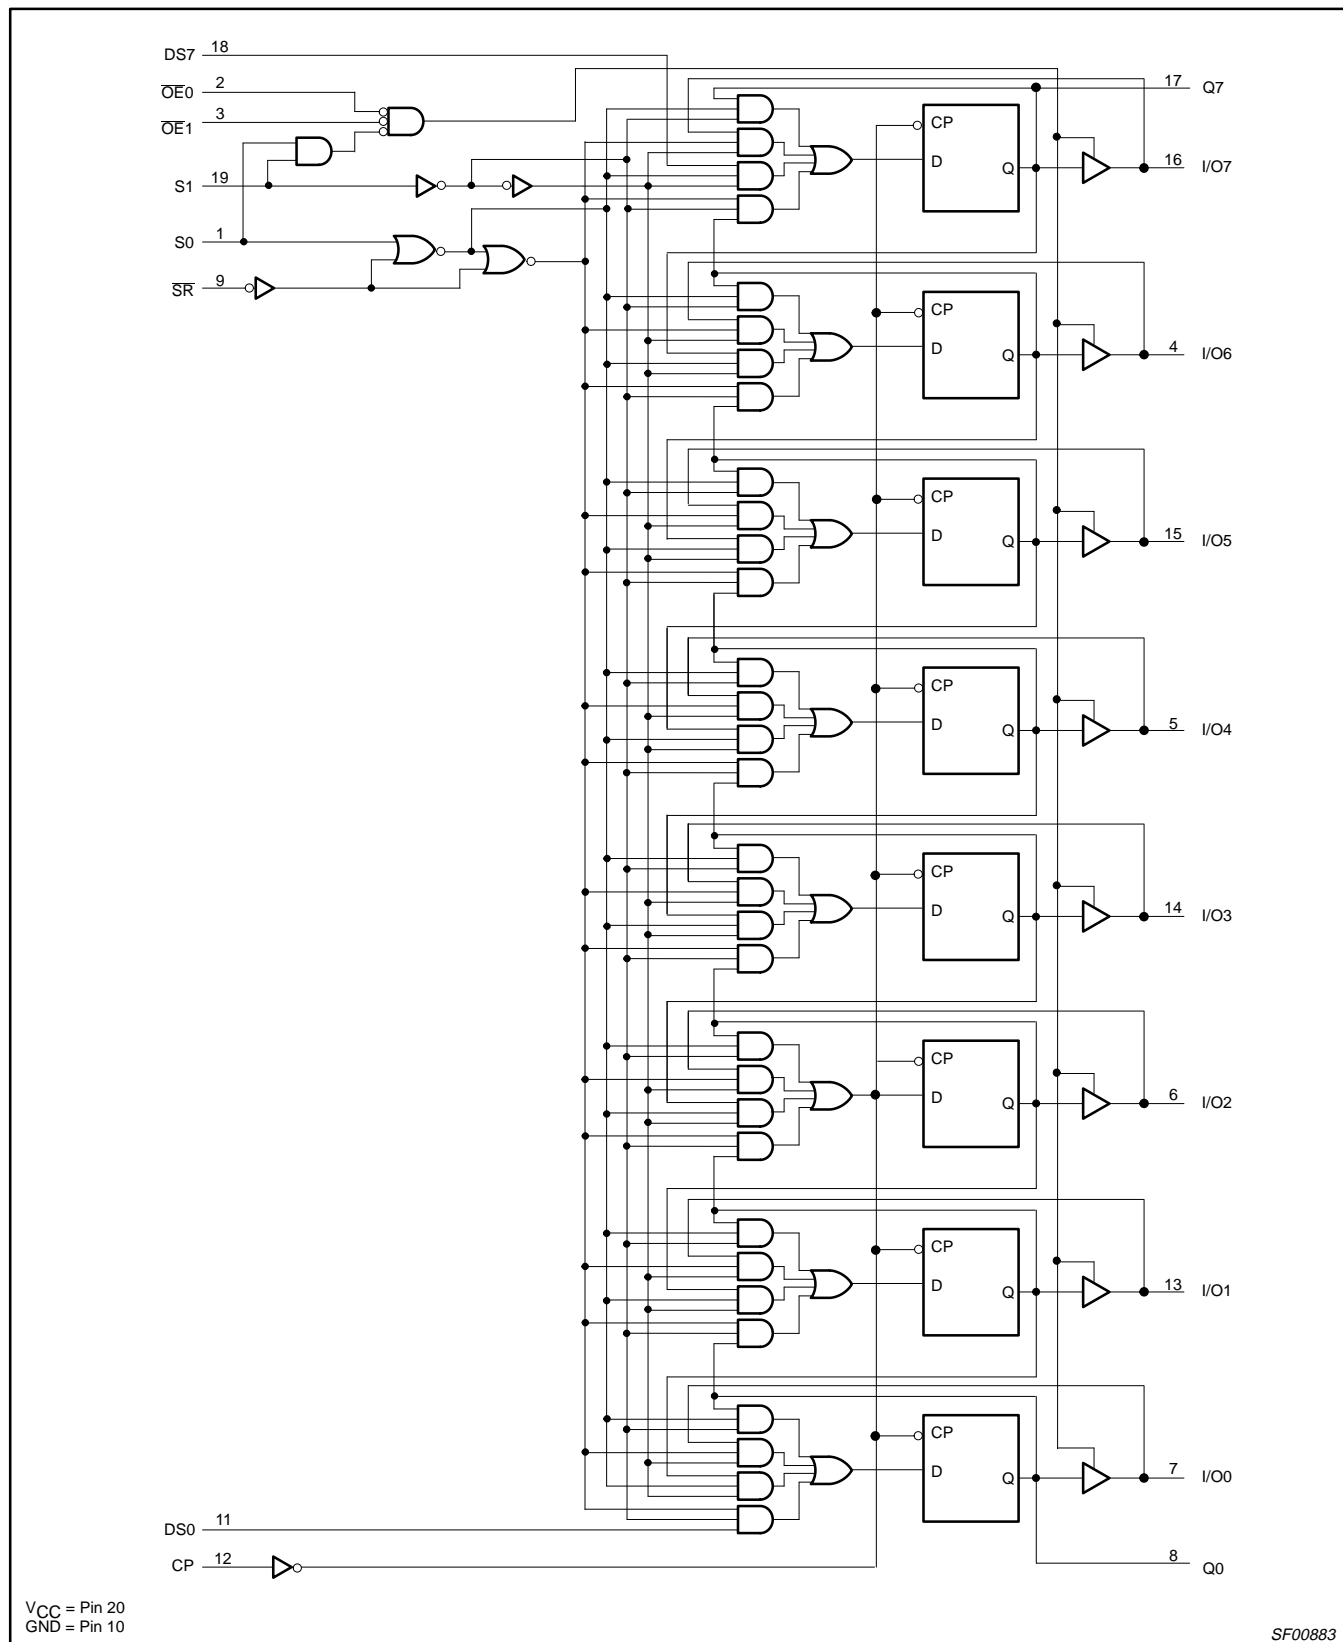 DS7 18
OE0 2
OE1 3
S1 19
S0 1
SR 9
17 Q7
CP
D
Q
16 I/O7
CP
D
Q
4 I/O6
CP
D
Q
15 I/O5
CP
D
Q
5 I/O4
CP
D
Q
14 I/O3
CP
D
Q
6 I/O2
CP
D
Q
13 I/O1
CP
D
Q
7 I/O0
DS0 11
CP 12
8 Q0
VCC = Pin 20
GND = Pin 10
SF00883